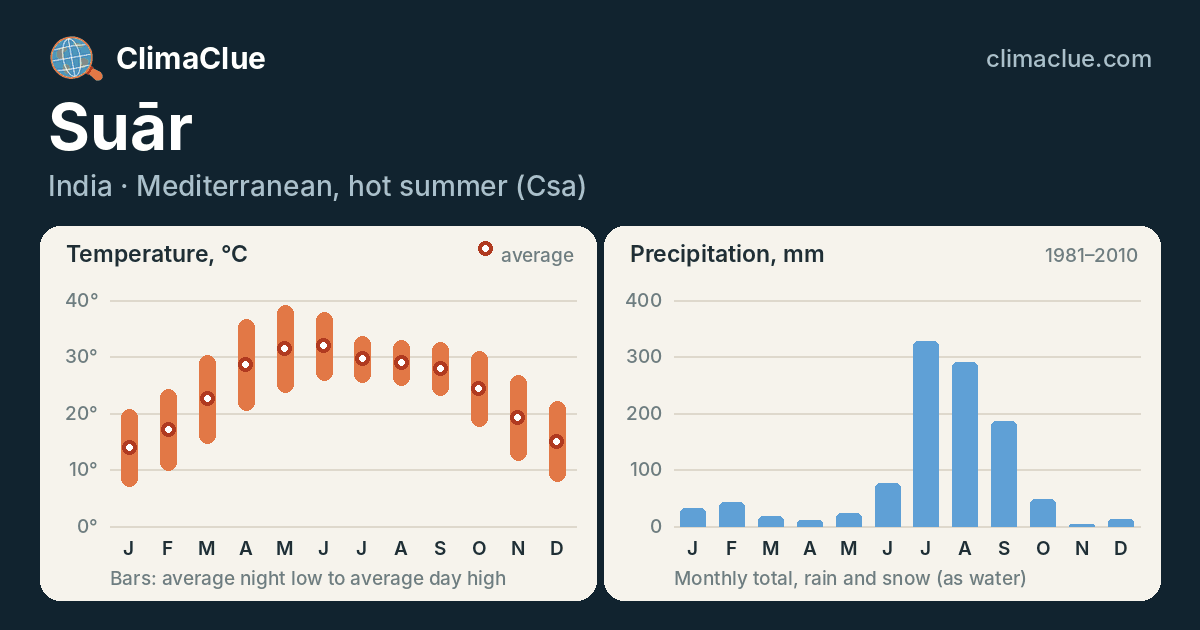 ClimaClue
climaclue.com
Suār
India · Mediterranean, hot summer (Csa)
Temperature, °C
average
40°
30°
20°
10°
0°
J F M A M J J A S O N D
Bars: average night low to average day high
Precipitation, mm
1981–2010
400
300
200
100
0
J F M A M J J A S O N D
Monthly total, rain and snow (as water)